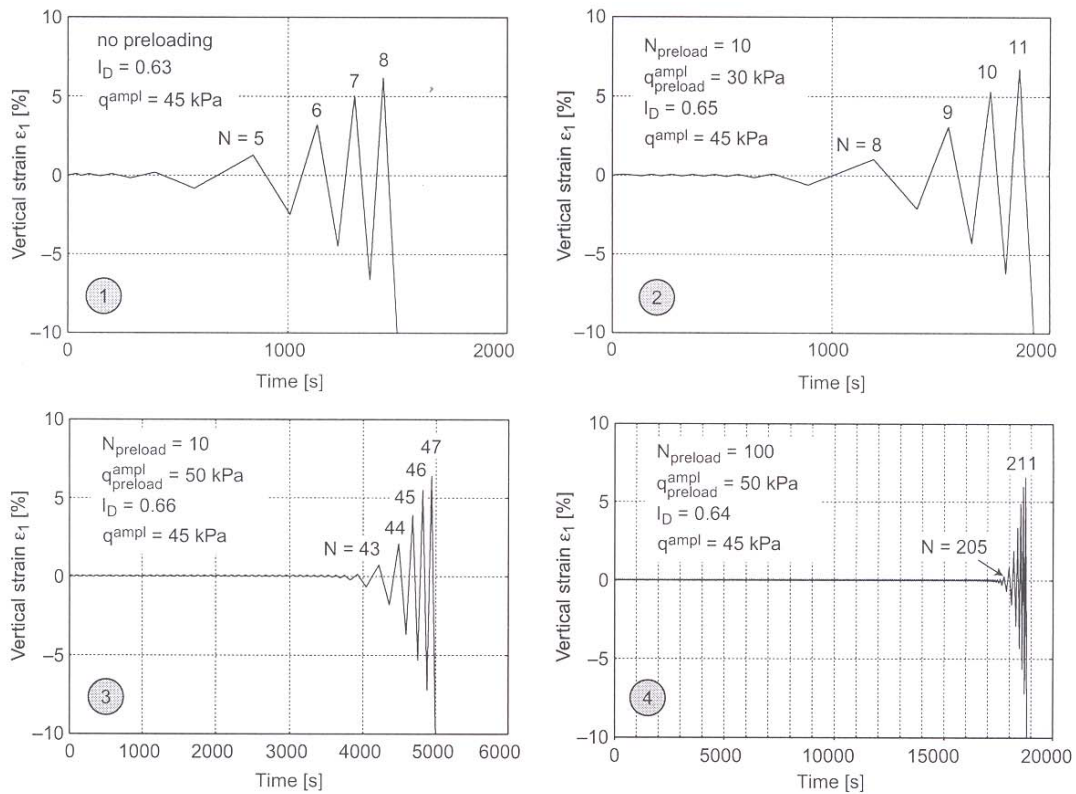 10
5
0
–5
–10
Vertical strain ε₁ [%]
no preloading
I_D = 0.63
q^ampl = 45 kPa
N = 5
6
7
8
1
0
1000
2000
Time [s]
10
5
0
–5
–10
Vertical strain ε₁ [%]
N_preload = 10
q^ampl_preload = 30 kPa
I_D = 0.65
q^ampl = 45 kPa
N = 8
9
10
11
2
0
1000
2000
Time [s]
10
5
0
–5
–10
Vertical strain ε₁ [%]
N_preload = 10
q^ampl_preload = 50 kPa
I_D = 0.66
q^ampl = 45 kPa
N = 43
44
45
46
47
3
0
1000
2000
3000
4000
5000
6000
Time [s]
10
5
0
–5
–10
Vertical strain ε₁ [%]
N_preload = 100
q^ampl_preload = 50 kPa
I_D = 0.64
q^ampl = 45 kPa
N = 205
211
4
0
5000
10000
15000
20000
Time [s]